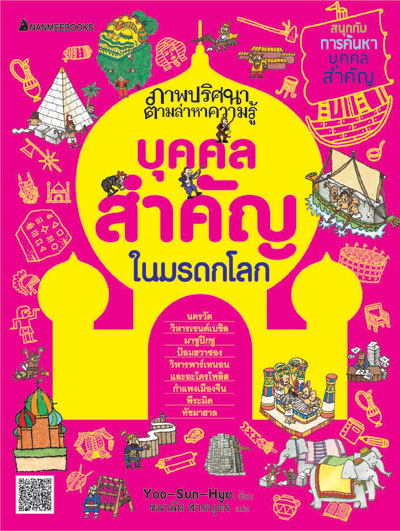 NANMEEBOOKS
สนุกกับ
การค้นหา
บุคคล
สำคัญ
ภาพปริศนา
ตามล่าหาความรู้
บุคคล
สำคัญ
ในมรดกโลก
นครวัด
วิหารเซนต์เบซิล
มาชูปิกชู
ป้อมฮวาซอง
วิหารพาร์เทนอน
และอะโครโพลิส
กำแพงเมืองจีน
พีระมิด
ทัชมาฮาล
Yoo-Sun-Hye เขียน